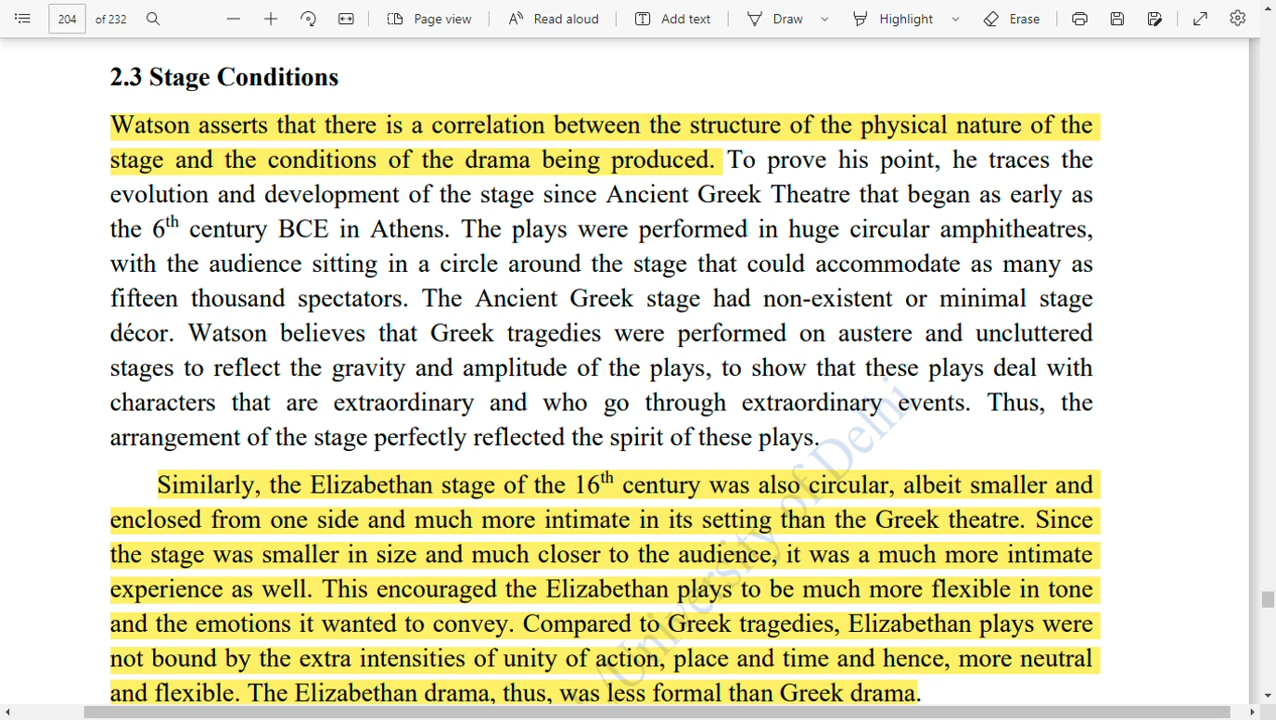 204 of 232 Page view Read aloud Add text Draw Highlight Erase
2.3 Stage Conditions
Watson asserts that there is a correlation between the structure of the physical nature of the
stage and the conditions of the drama being produced. To prove his point, he traces the
evolution and development of the stage since Ancient Greek Theatre that began as early as
the 6th century BCE in Athens. The plays were performed in huge circular amphitheatres,
with the audience sitting in a circle around the stage that could accommodate as many as
fifteen thousand spectators. The Ancient Greek stage had non-existent or minimal stage
décor. Watson believes that Greek tragedies were performed on austere and uncluttered
stages to reflect the gravity and amplitude of the plays, to show that these plays deal with
characters that are extraordinary and who go through extraordinary events. Thus, the
arrangement of the stage perfectly reflected the spirit of these plays.
Similarly, the Elizabethan stage of the 16th century was also circular, albeit smaller and
enclosed from one side and much more intimate in its setting than the Greek theatre. Since
the stage was smaller in size and much closer to the audience, it was a much more intimate
experience as well. This encouraged the Elizabethan plays to be much more flexible in tone
and the emotions it wanted to convey. Compared to Greek tragedies, Elizabethan plays were
not bound by the extra intensities of unity of action, place and time and hence, more neutral
and flexible. The Elizabethan drama, thus, was less formal than Greek drama.
/University of Delhi